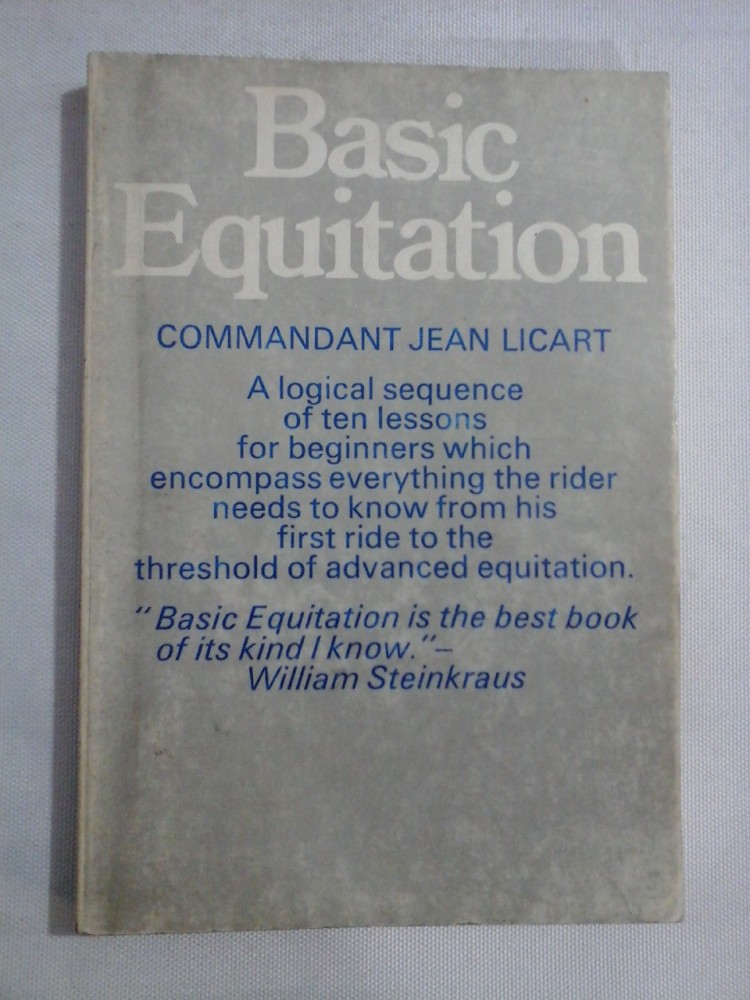 Basic
Equitation
COMMANDANT JEAN LICART
A logical sequence
of ten lessons
for beginners which
encompass everything the rider
needs to know from his
first ride to the
threshold of advanced equitation.
"Basic Equitation is the best book
of its kind I know."–
William Steinkraus